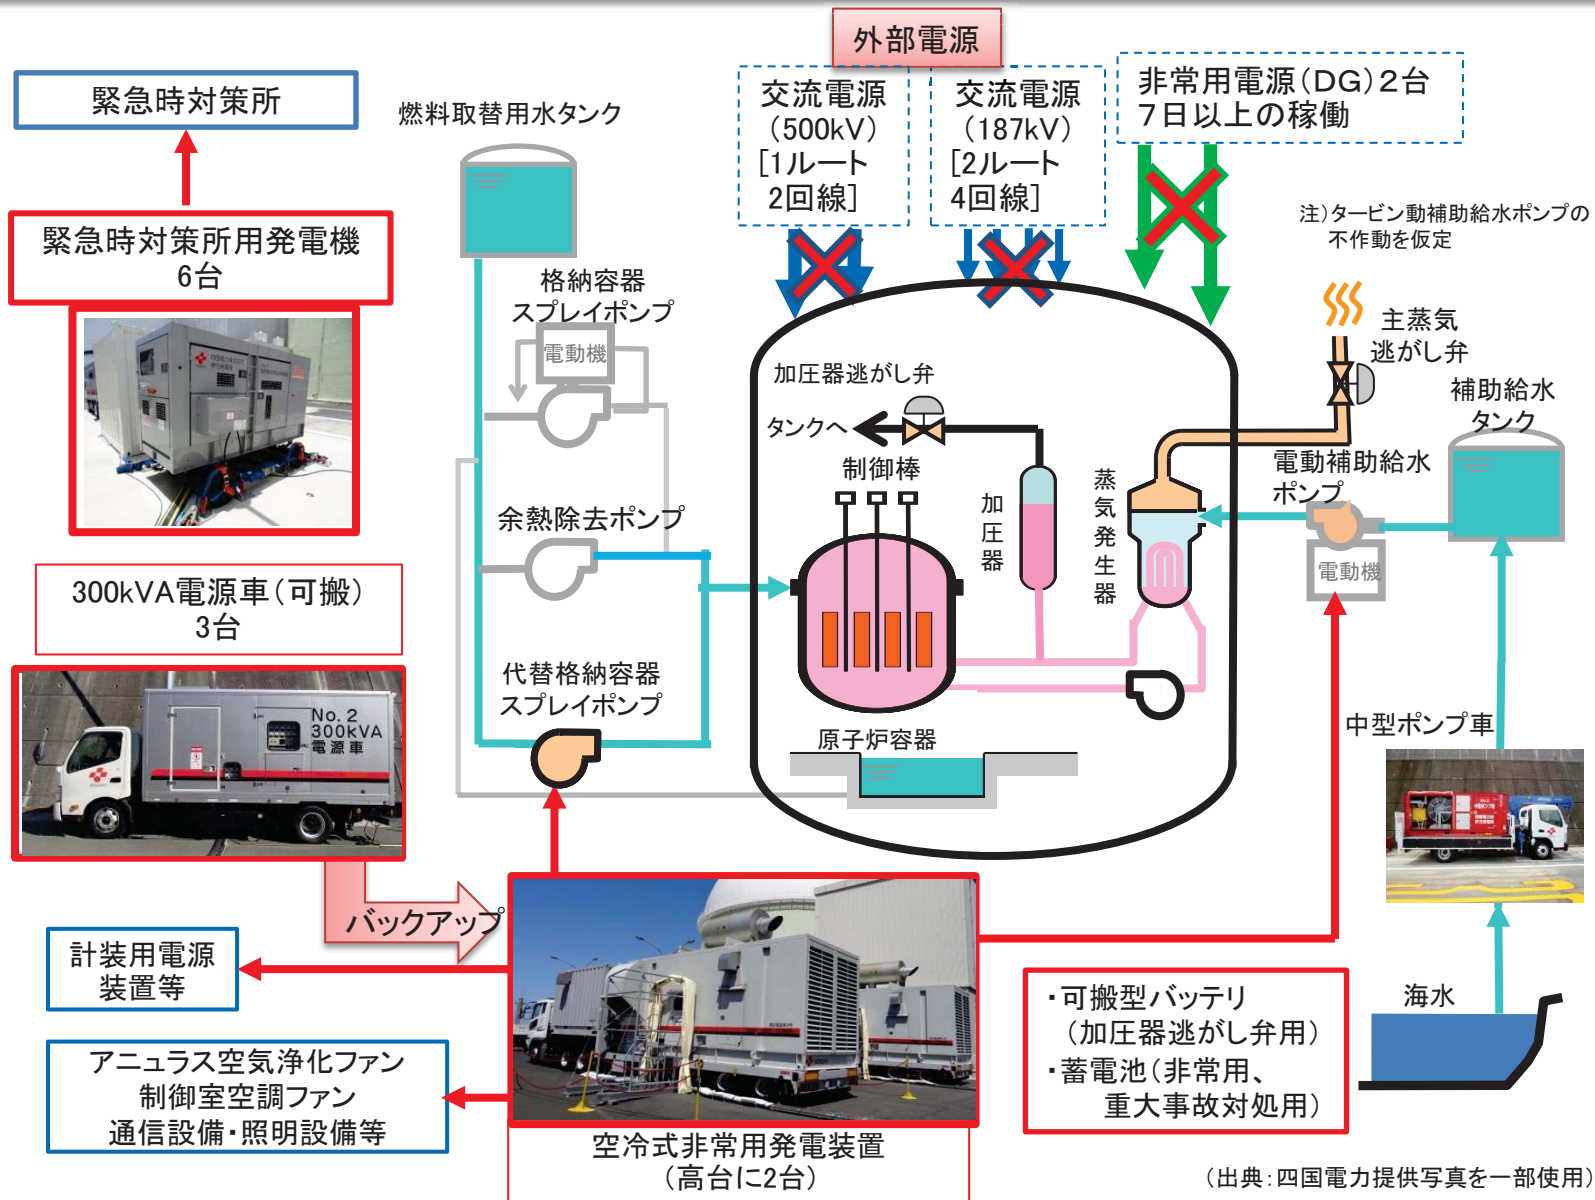 外部電源
緊急時対策所
緊急時対策所用発電機
6台
300kVA電源車(可搬)
3台
No.2
300kVA
電源車
バックアップ
計装用電源
装置等
アニュラス空気浄化ファン
制御室空調ファン
通信設備・照明設備等
燃料取替用水タンク
格納容器
スプレイポンプ
電動機
余熱除去ポンプ
代替格納容器
スプレイポンプ
空冷式非常用発電装置
(高台に2台)
交流電源
(500kV)
[1ルート
2回線]
交流電源
(187kV)
[2ルート
4回線]
非常用電源(DG)2台
7日以上の稼働
注)タービン動補助給水ポンプの
不作動を仮定
加圧器逃がし弁
タンクへ
制御棒
加圧器
蒸気発生器
原子炉容器
主蒸気
逃がし弁
補助給水
タンク
電動補助給水
ポンプ
電動機
中型ポンプ車
海水
・可搬型バッテリ
(加圧器逃がし弁用)
・蓄電池(非常用、
重大事故対処用)
(出典:四国電力提供写真を一部使用)